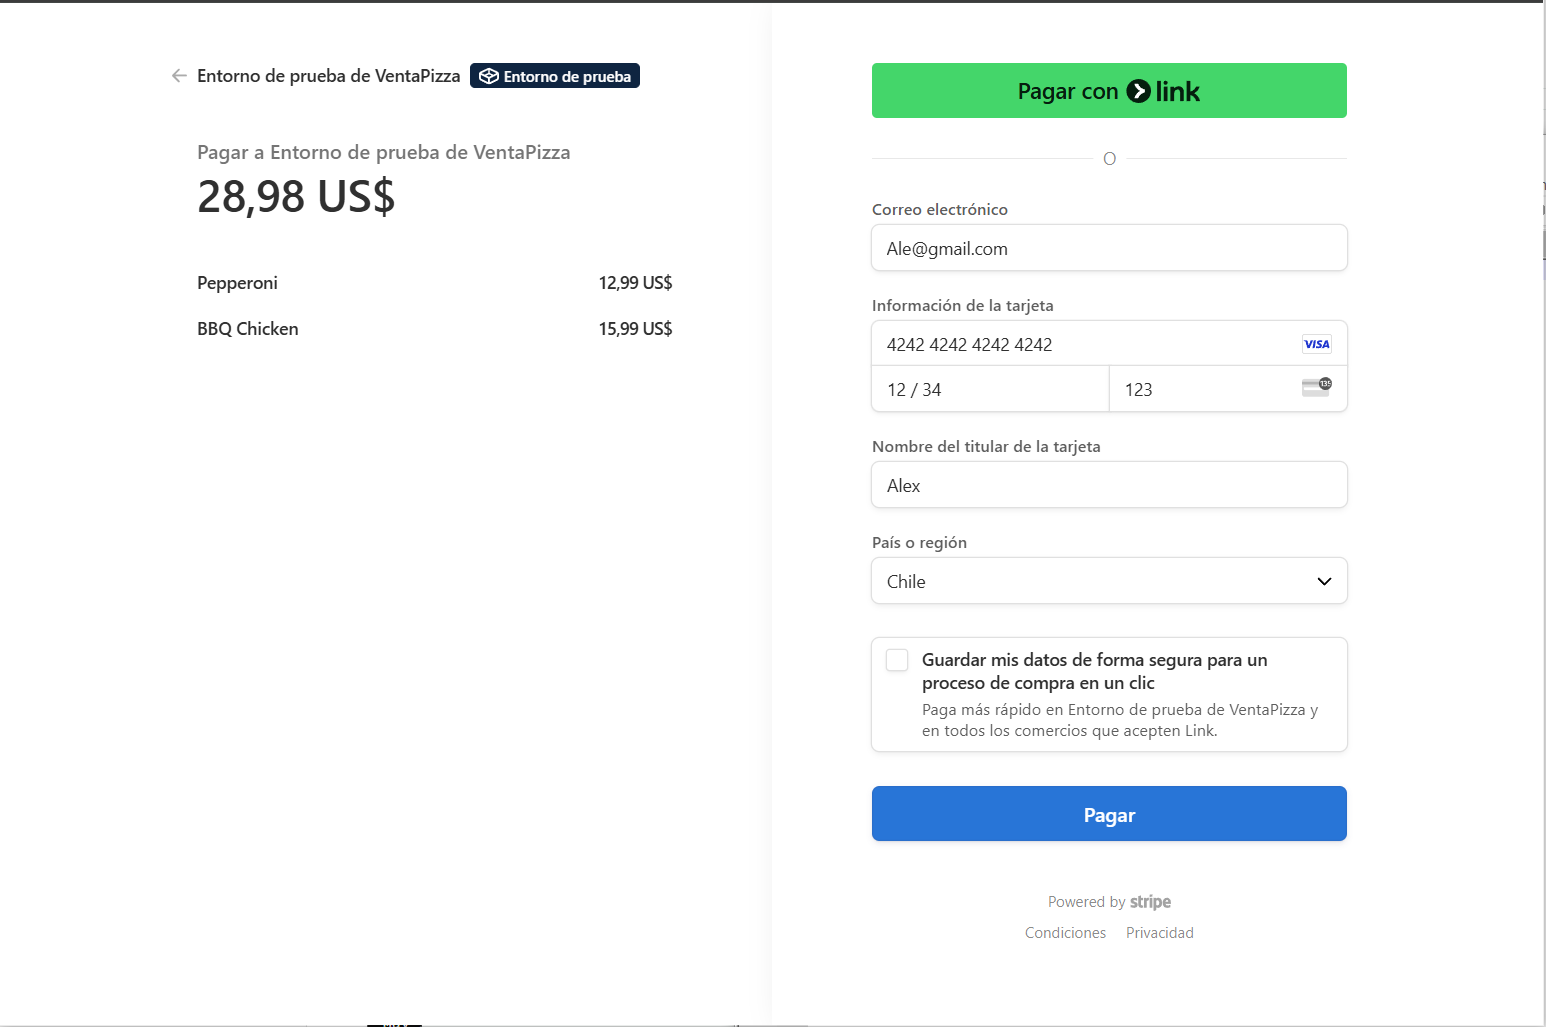 Entorno de prueba de VentaPizza Entorno de prueba
Pagar a Entorno de prueba de VentaPizza
28,98 US$
Pepperoni 12,99 US$
BBQ Chicken 15,99 US$
Pagar con link
O
Correo electrónico
Ale@gmail.com
Información de la tarjeta
4242 4242 4242 4242 VISA
12 / 34 123 135
Nombre del titular de la tarjeta
Alex
País o región
Chile
Guardar mis datos de forma segura para un
proceso de compra en un clic
Paga más rápido en Entorno de prueba de VentaPizza y
en todos los comercios que acepten Link.
Pagar
Powered by stripe
Condiciones Privacidad